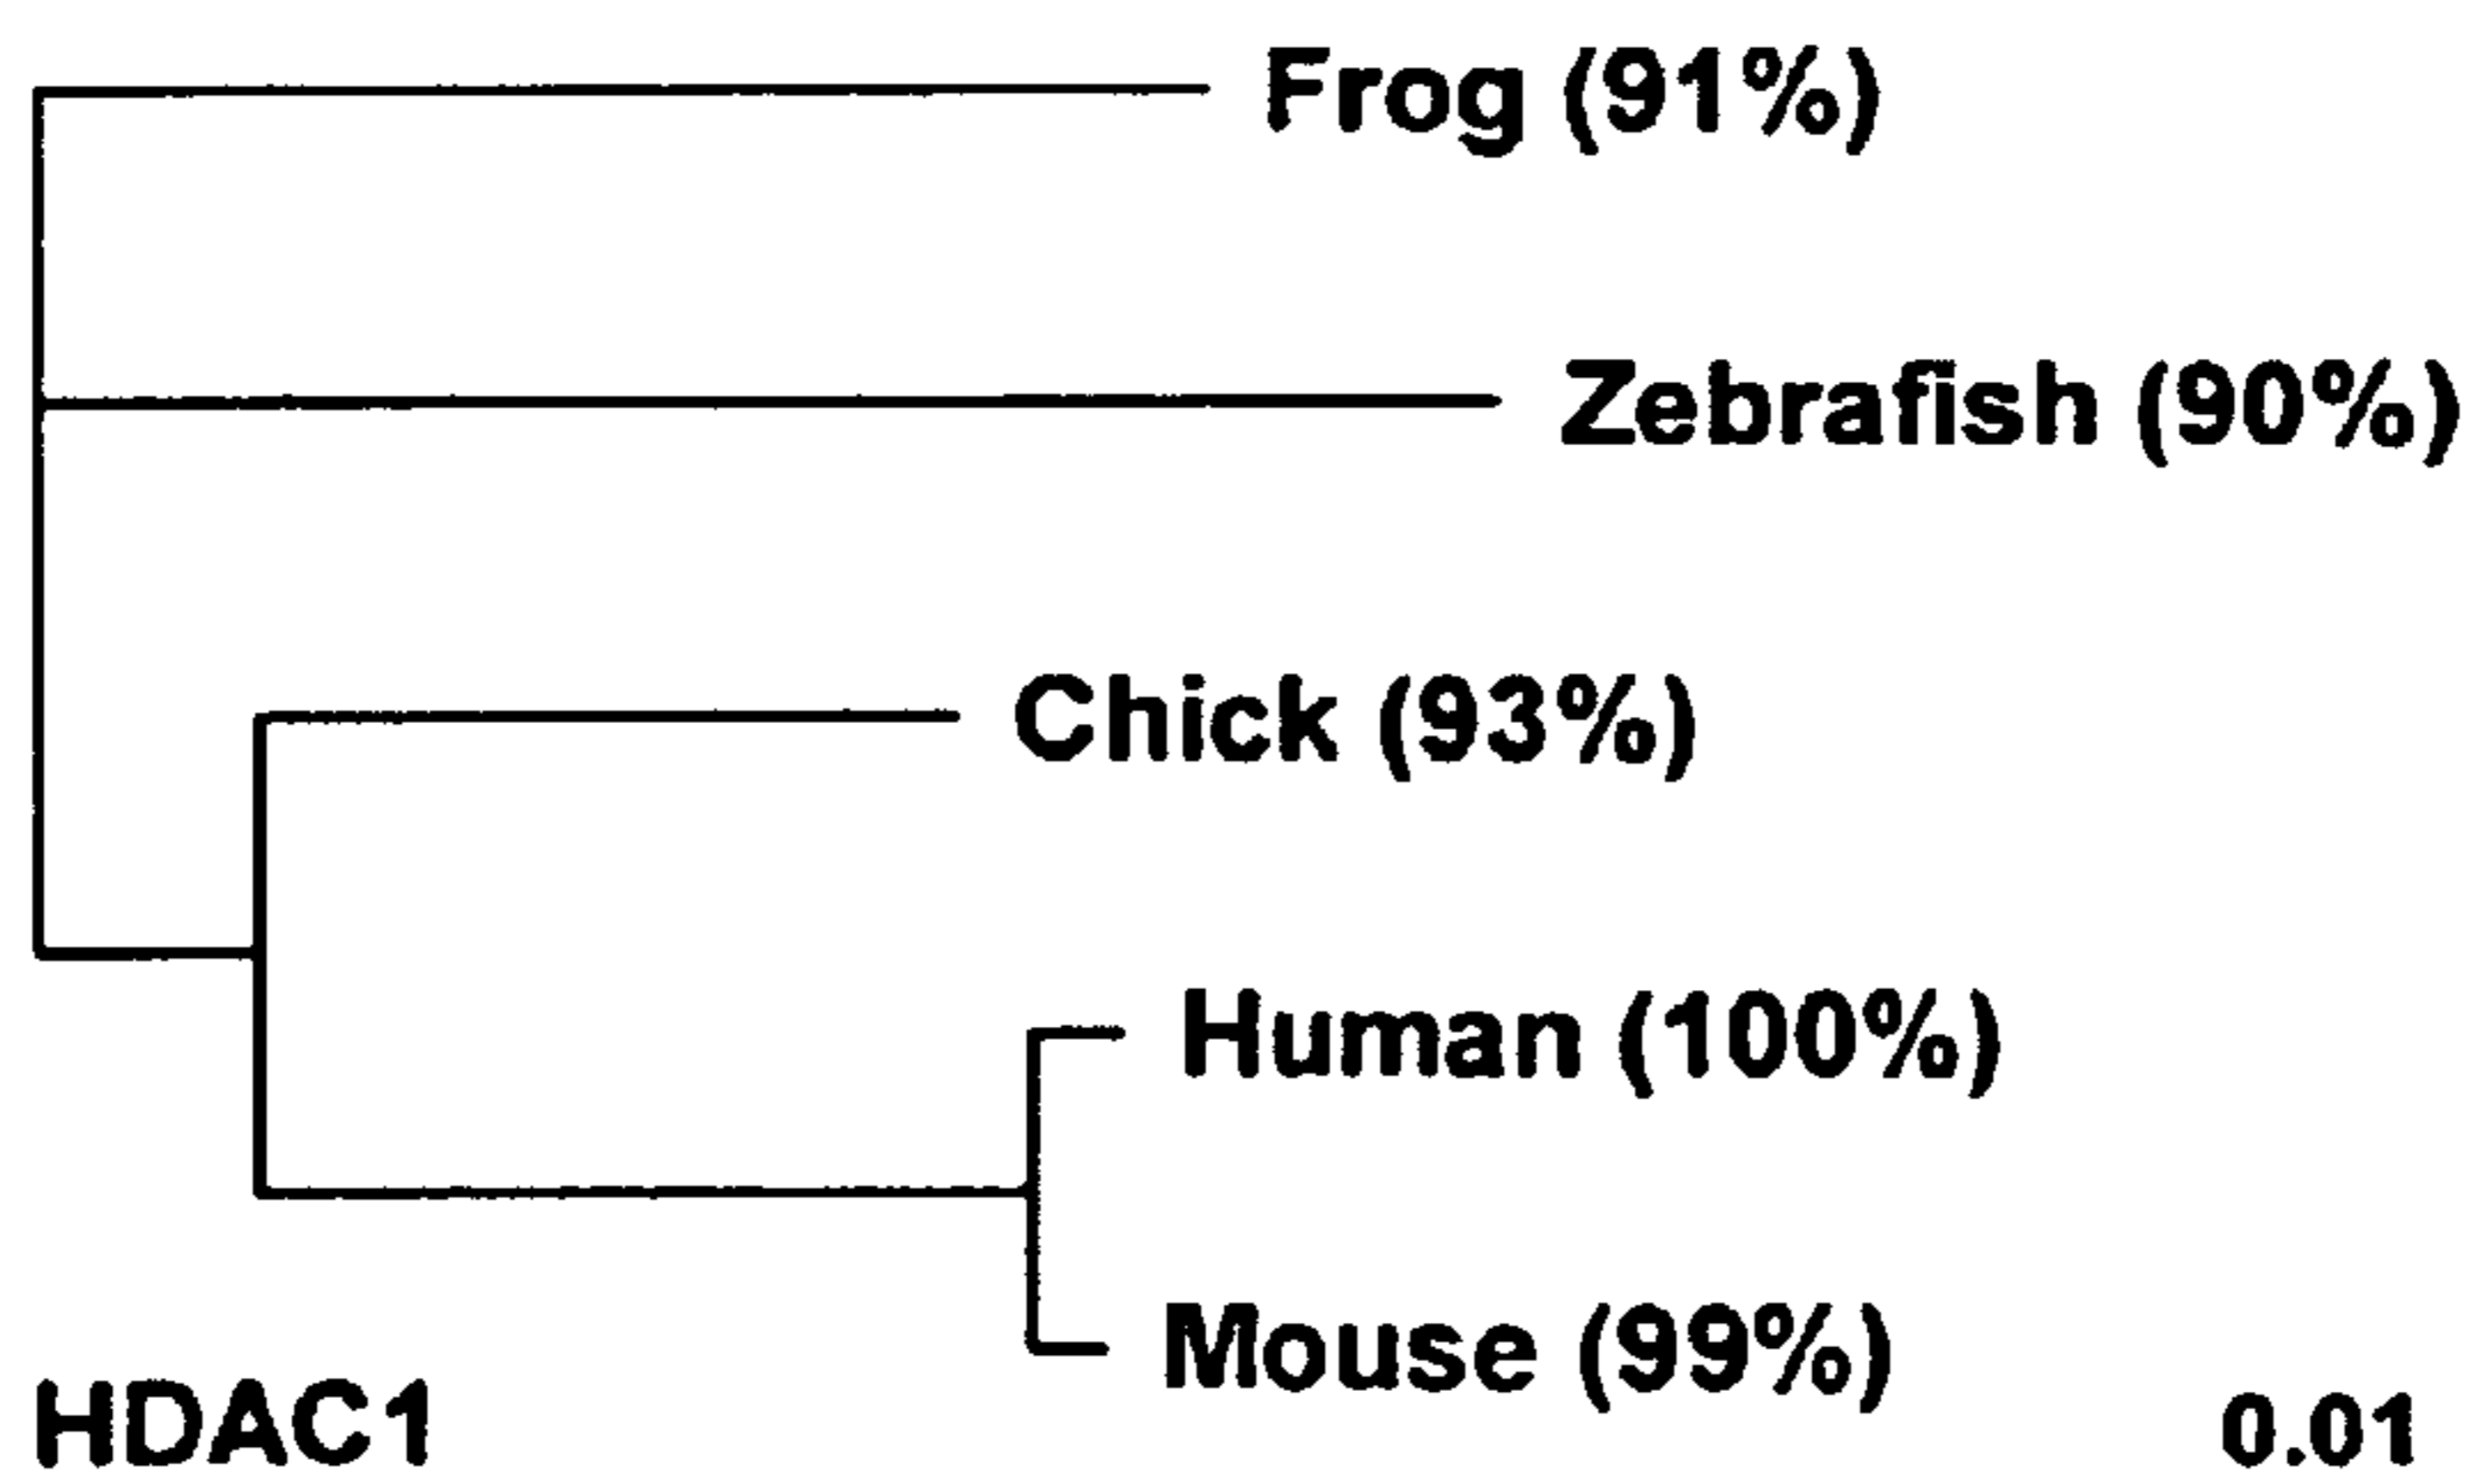 Frog (91%)
Zebrafish (90%)
Chick (93%)
Human (100%)
Mouse (99%)
HDAC1
0.01